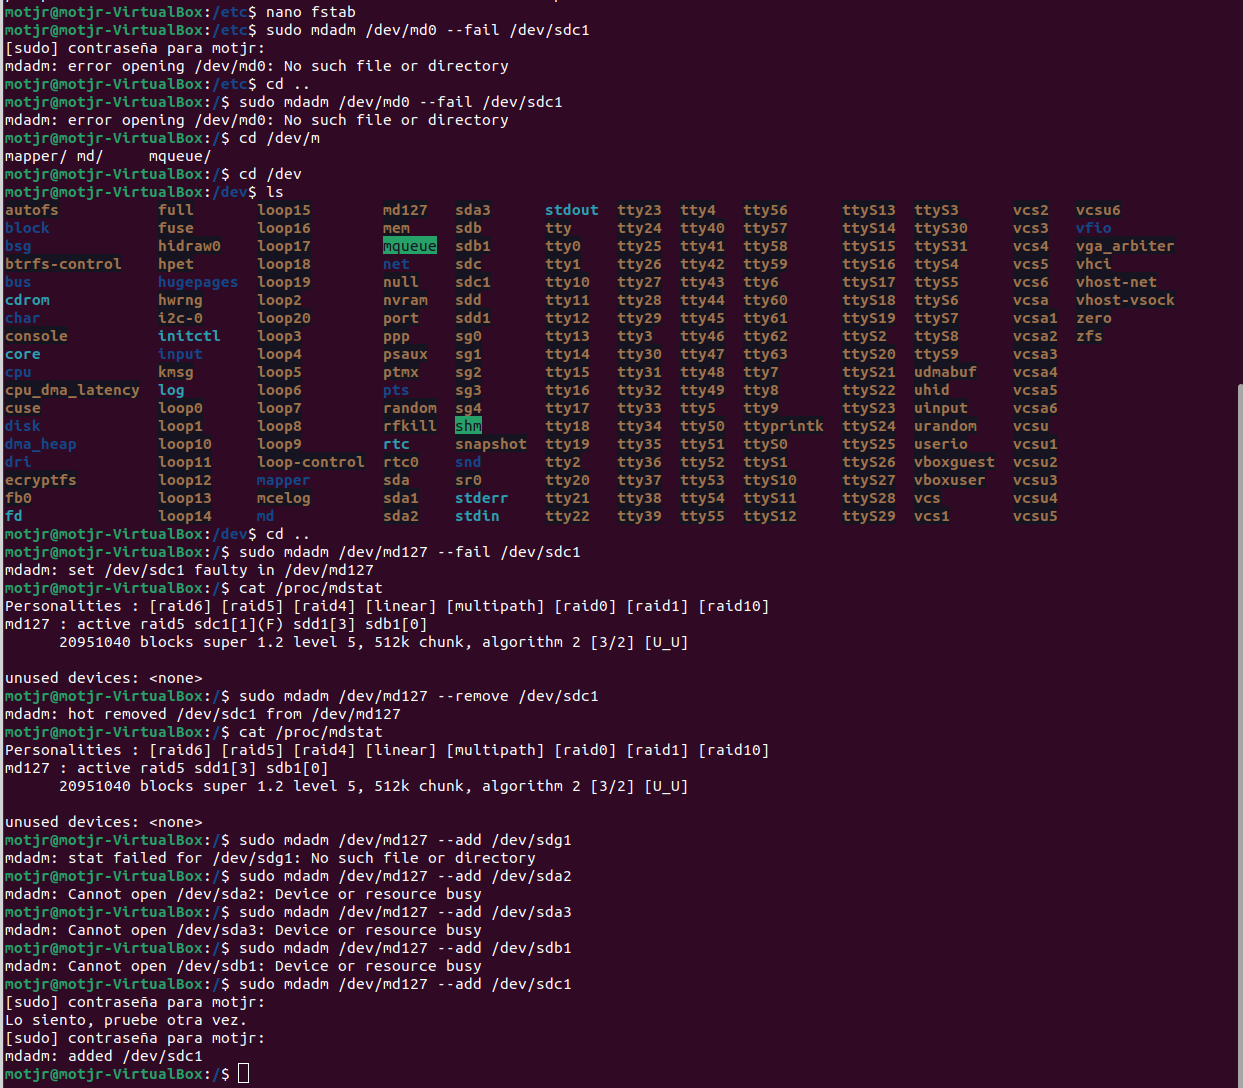 motjr@motjr-VirtualBox:/etc$ nano fstab
motjr@motjr-VirtualBox:/etc$ sudo mdadm /dev/md0 --fail /dev/sdc1
[sudo] contraseña para motjr:
mdadm: error opening /dev/md0: No such file or directory
motjr@motjr-VirtualBox:/etc$ cd ..
motjr@motjr-VirtualBox:/$ sudo mdadm /dev/md0 --fail /dev/sdc1
mdadm: error opening /dev/md0: No such file or directory
motjr@motjr-VirtualBox:/$ cd /dev/m
mapper/ md/     mqueue/
motjr@motjr-VirtualBox:/$ cd /dev
motjr@motjr-VirtualBox:/dev$ ls
autofs full loop15 md127 sda3 stdout tty23 tty4 tty56 ttyS13 ttyS3 vcs2 vcsu6
block fuse loop16 mem sdb tty tty24 tty40 tty57 ttyS14 ttyS30 vcs3 vfio
bsg hidraw0 loop17 mqueue sdb1 tty0 tty25 tty41 tty58 ttyS15 ttyS31 vcs4 vga_arbiter
btrfs-control hpet loop18 net sdc tty1 tty26 tty42 tty59 ttyS16 ttyS4 vcs5 vhci
bus hugepages loop19 null sdc1 tty10 tty27 tty43 tty6 ttyS17 ttyS5 vcs6 vhost-net
cdrom hwrng loop2 nvram sdd tty11 tty28 tty44 tty60 ttyS18 ttyS6 vcsa vhost-vsock
char i2c-0 loop20 port sdd1 tty12 tty29 tty45 tty61 ttyS19 ttyS7 vcsa1 zero
console initctl loop3 ppp sg0 tty13 tty3 tty46 tty62 ttyS2 ttyS8 vcsa2 zfs
core input loop4 psaux sg1 tty14 tty30 tty47 tty63 ttyS20 ttyS9 vcsa3
cpu kmsg loop5 ptmx sg2 tty15 tty31 tty48 tty7 ttyS21 udmabuf vcsa4
cpu_dma_latency log loop6 pts sg3 tty16 tty32 tty49 tty8 ttyS22 uhid vcsa5
cuse loop0 loop7 random sg4 tty17 tty33 tty5 tty9 ttyS23 uinput vcsa6
disk loop1 loop8 rfkill shm tty18 tty34 tty50 ttyprintk ttyS24 urandom vcsu
dma_heap loop10 loop9 rtc snapshot tty19 tty35 tty51 ttyS0 ttyS25 userio vcsu1
dri loop11 loop-control rtc0 snd tty2 tty36 tty52 ttyS1 ttyS26 vboxguest vcsu2
ecryptfs loop12 mapper sda sr0 tty20 tty37 tty53 ttyS10 ttyS27 vboxuser vcsu3
fb0 loop13 mcelog sda1 stderr tty21 tty38 tty54 ttyS11 ttyS28 vcs vcsu4
fd loop14 md sda2 stdin tty22 tty39 tty55 ttyS12 ttyS29 vcs1 vcsu5
motjr@motjr-VirtualBox:/dev$ cd ..
motjr@motjr-VirtualBox:/$ sudo mdadm /dev/md127 --fail /dev/sdc1
mdadm: set /dev/sdc1 faulty in /dev/md127
motjr@motjr-VirtualBox:/$ cat /proc/mdstat
Personalities : [raid6] [raid5] [raid4] [linear] [multipath] [raid0] [raid1] [raid10]
md127 : active raid5 sdc1[1](F) sdd1[3] sdb1[0]
      20951040 blocks super 1.2 level 5, 512k chunk, algorithm 2 [3/2] [U_U]
unused devices: <none>
motjr@motjr-VirtualBox:/$ sudo mdadm /dev/md127 --remove /dev/sdc1
mdadm: hot removed /dev/sdc1 from /dev/md127
motjr@motjr-VirtualBox:/$ cat /proc/mdstat
Personalities : [raid6] [raid5] [raid4] [linear] [multipath] [raid0] [raid1] [raid10]
md127 : active raid5 sdd1[3] sdb1[0]
      20951040 blocks super 1.2 level 5, 512k chunk, algorithm 2 [3/2] [U_U]
unused devices: <none>
motjr@motjr-VirtualBox:/$ sudo mdadm /dev/md127 --add /dev/sdg1
mdadm: stat failed for /dev/sdg1: No such file or directory
motjr@motjr-VirtualBox:/$ sudo mdadm /dev/md127 --add /dev/sda2
mdadm: Cannot open /dev/sda2: Device or resource busy
motjr@motjr-VirtualBox:/$ sudo mdadm /dev/md127 --add /dev/sda3
mdadm: Cannot open /dev/sda3: Device or resource busy
motjr@motjr-VirtualBox:/$ sudo mdadm /dev/md127 --add /dev/sdb1
mdadm: Cannot open /dev/sdb1: Device or resource busy
motjr@motjr-VirtualBox:/$ sudo mdadm /dev/md127 --add /dev/sdc1
[sudo] contraseña para motjr:
Lo siento, pruebe otra vez.
[sudo] contraseña para motjr:
mdadm: added /dev/sdc1
motjr@motjr-VirtualBox:/$